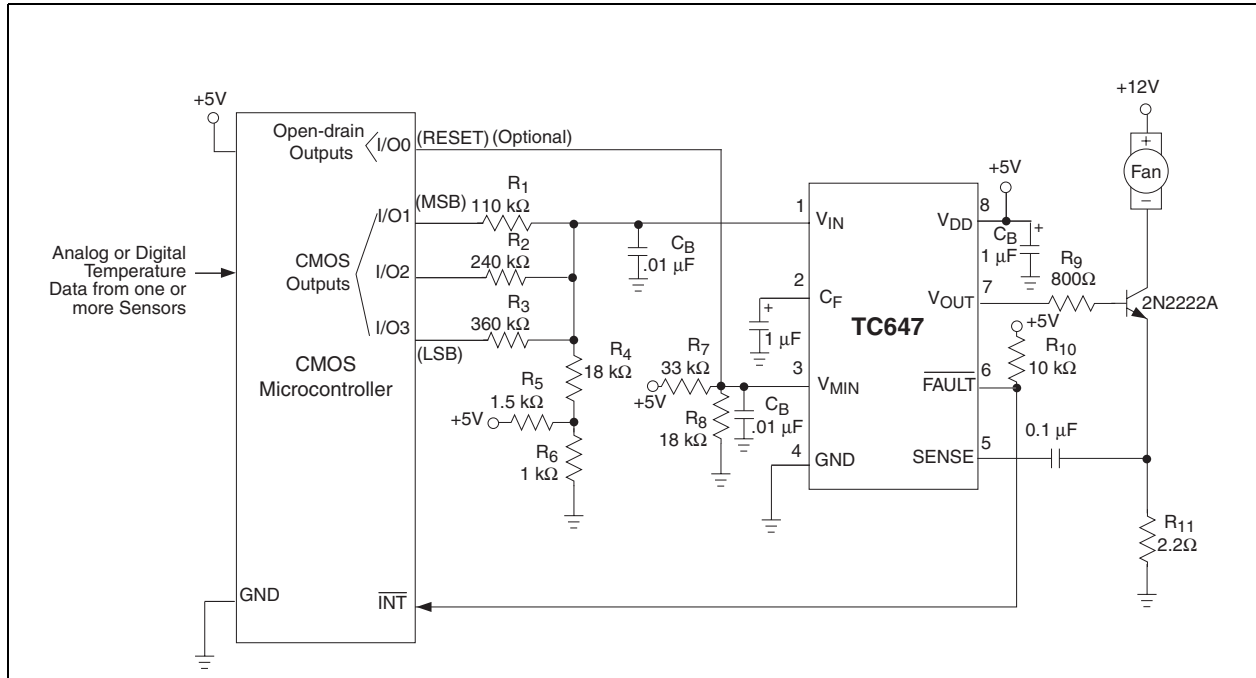 +5V
Open-drain
Outputs
I/O0
(RESET) (Optional)
I/O1
(MSB)
R1
110 kΩ
CMOS
Outputs
I/O2
R2
240 kΩ
I/O3
R3
360 kΩ
(LSB)
Analog or Digital
Temperature
Data from one or
more Sensors
CMOS
Microcontroller
R4
18 kΩ
R5
1.5 kΩ
+5V
R6
1 kΩ
GND
INT
CB
.01 µF
1
VIN
2
CF
+
1 µF
R7
33 kΩ
+5V
3
VMIN
R8
18 kΩ
CB
.01 µF
4
GND
TC647
+5V
8
VDD
CB
1 µF
+
7
VOUT
R9
800Ω
2N2222A
+5V
R10
10 kΩ
6
FAULT
5
SENSE
0.1 µF
+12V
+
Fan
–
R11
2.2Ω